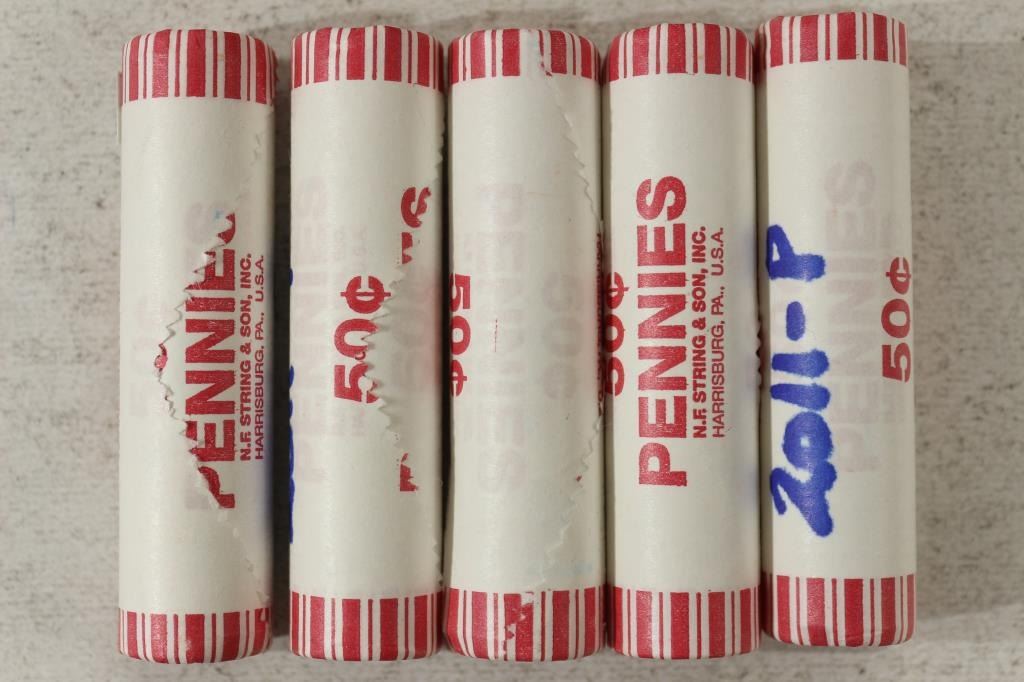 PENNIES
N.F. STRING & SON, INC.
HARRISBURG, PA., U.S.A.
50¢
50¢
50¢
PENNIES
N.F. STRING & SON, INC.
HARRISBURG, PA., U.S.A.
2011-P
50¢